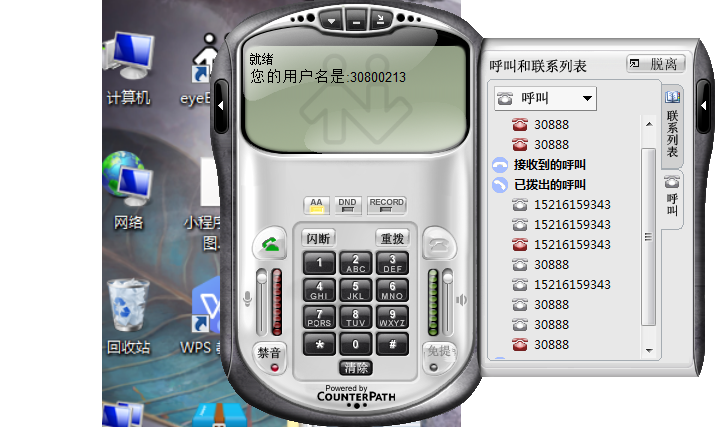 计算机
eyeB
网络
小程序
图.
回收站
WPS
就绪
您的用户名是:30800213
AA
DND
RECORD
闪断
重拨
1
2 ABC
3 DEF
4 GHI
5 JKL
6 MNO
7 PQRS
8 TUV
9 WXYZ
*
0
#
禁音
免提
清除
Powered by
COUNTERPATH
呼叫和联系列表
脱离
呼叫
30888
30888
接收到的呼叫
已拨出的呼叫
15216159343
15216159343
15216159343
30888
15216159343
30888
30888
30888
联系列表
呼叫